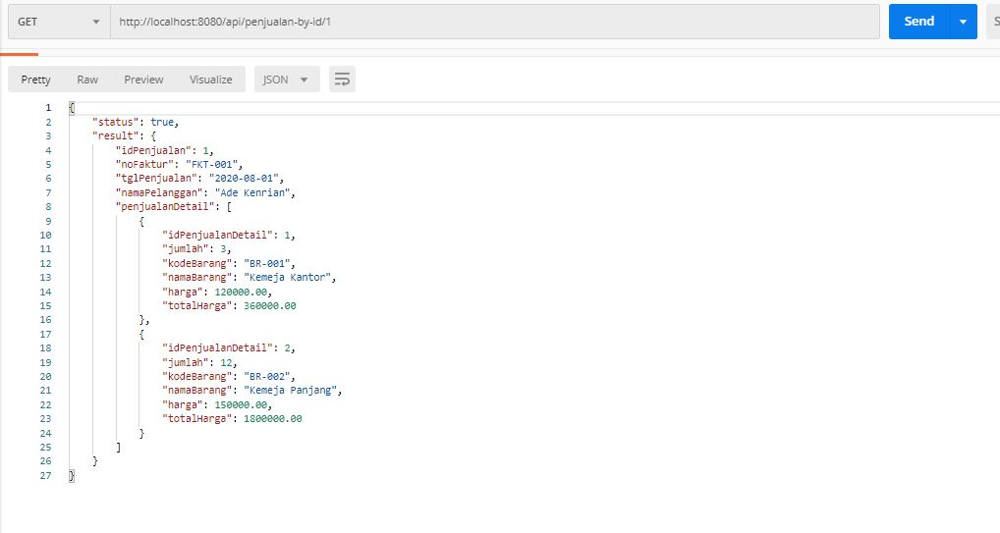 GET http://localhost:8080/api/penjualan-by-id/1 Send S
Pretty Raw Preview Visualize JSON
1 {
2 "status": true,
3 "result": {
4 "idPenjualan": 1,
5 "noFaktur": "FKT-001",
6 "tglPenjualan": "2020-08-01",
7 "namaPelanggan": "Ade Kenrian",
8 "penjualanDetail": [
9 {
10 "idPenjualanDetail": 1,
11 "jumlah": 3,
12 "kodeBarang": "BR-001",
13 "namaBarang": "Kemeja Kantor",
14 "harga": 120000.00,
15 "totalHarga": 360000.00
16 },
17 {
18 "idPenjualanDetail": 2,
19 "jumlah": 12,
20 "kodeBarang": "BR-002",
21 "namaBarang": "Kemeja Panjang",
22 "harga": 150000.00,
23 "totalHarga": 1800000.00
24 }
25 ]
26 }
27 }